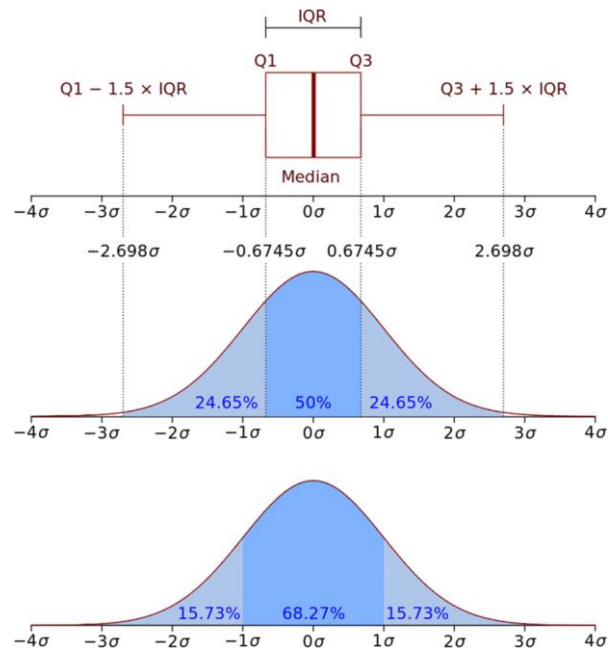 IQR
Q1 Q3
Q1 − 1.5 × IQR Q3 + 1.5 × IQR
Median
−4σ −3σ −2σ −1σ 0σ 1σ 2σ 3σ 4σ
−2.698σ −0.6745σ 0.6745σ 2.698σ
24.65% 50% 24.65%
−4σ −3σ −2σ −1σ 0σ 1σ 2σ 3σ 4σ
15.73% 68.27% 15.73%
−4σ −3σ −2σ −1σ 0σ 1σ 2σ 3σ 4σ